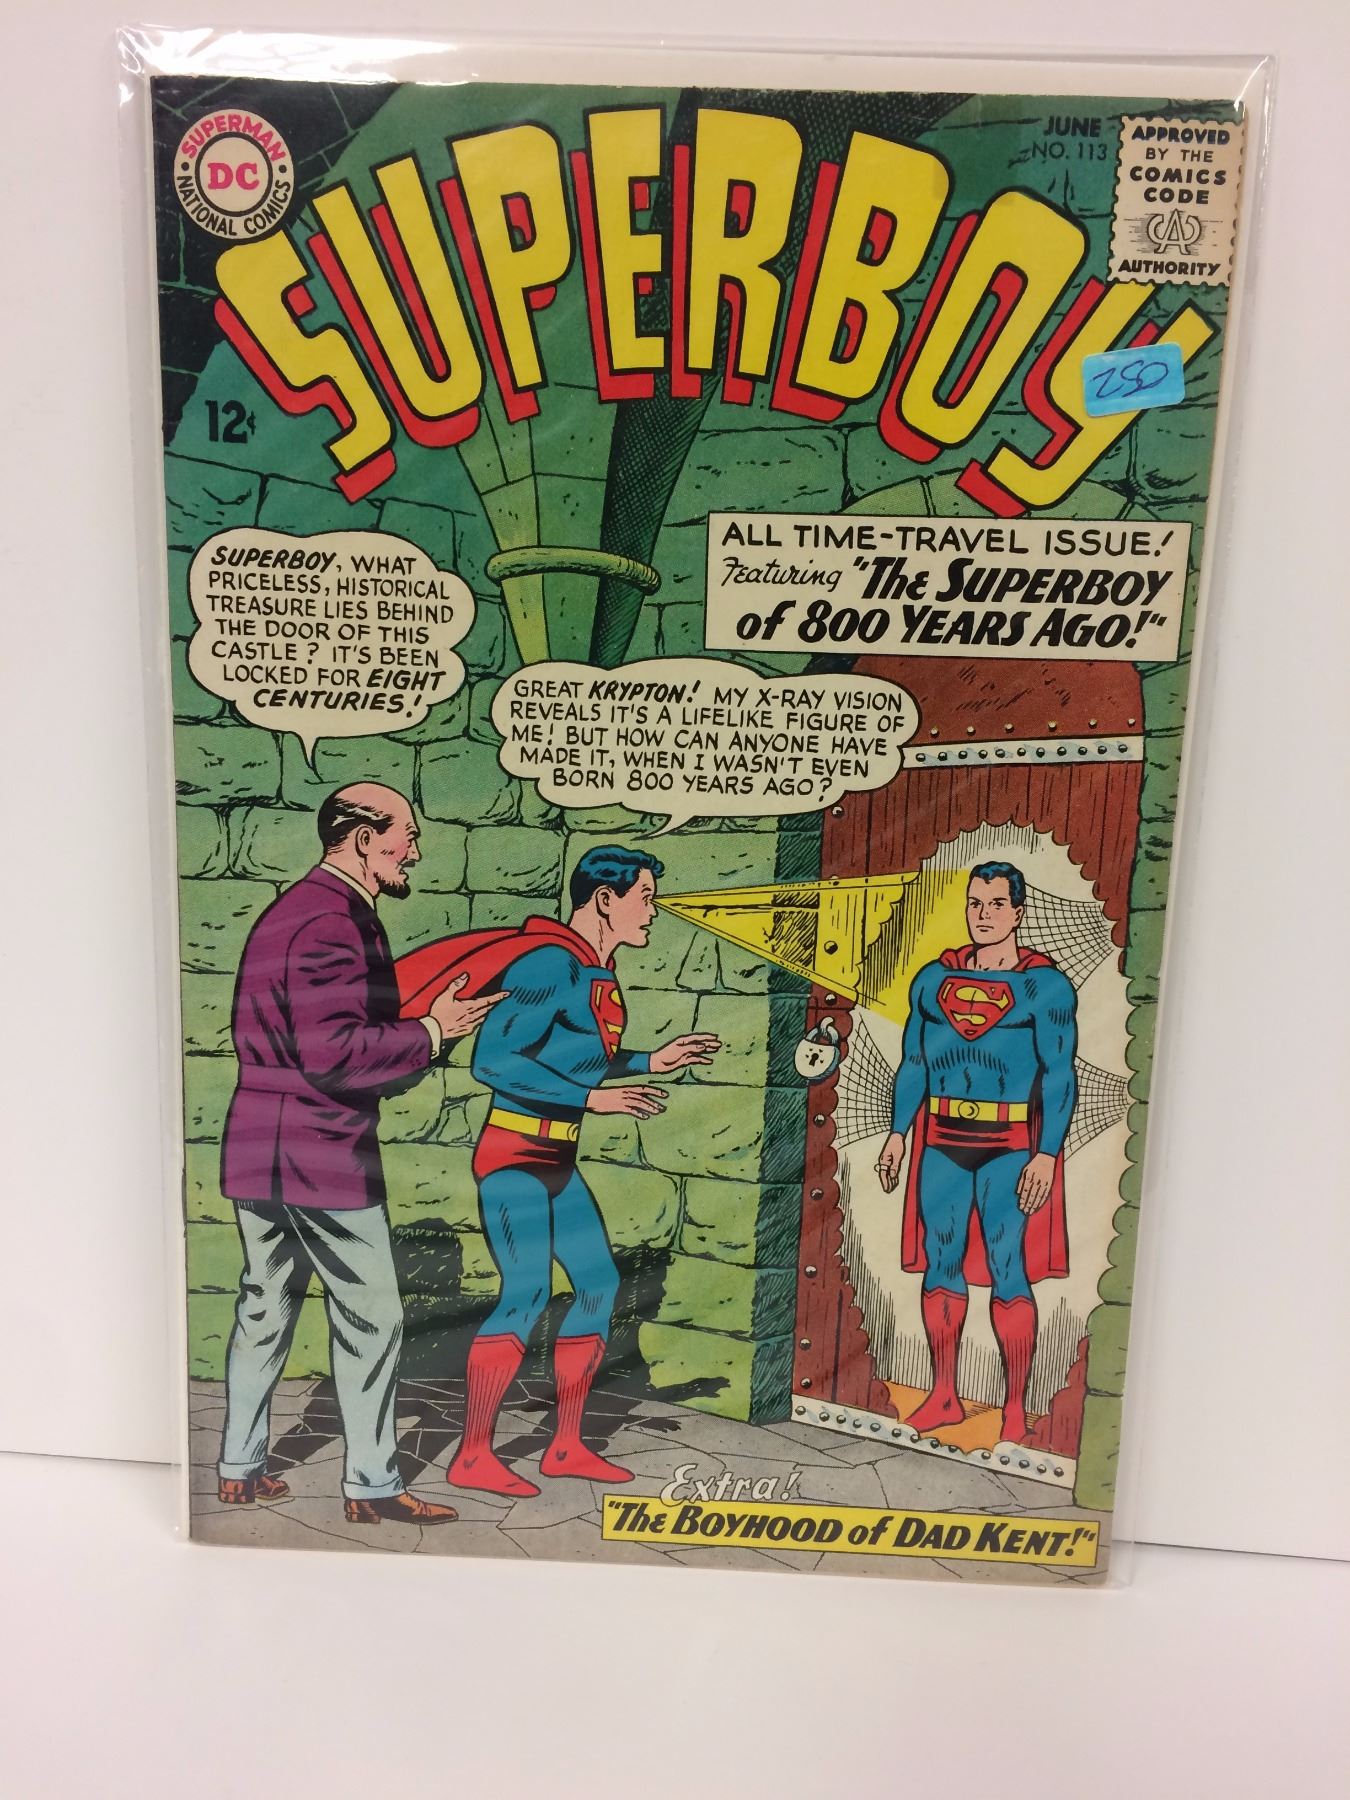 SUPERMAN
DC
NATIONAL COMICS
SUPERBOY
JUNE
NO. 113
APPROVED
BY THE
COMICS
CODE
CA
AUTHORITY
250
12¢
ALL TIME-TRAVEL ISSUE!
Featuring "The SUPERBOY
of 800 YEARS AGO!"
SUPERBOY, WHAT
PRICELESS, HISTORICAL
TREASURE LIES BEHIND
THE DOOR OF THIS
CASTLE? IT'S BEEN
LOCKED FOR EIGHT
CENTURIES!
GREAT KRYPTON! MY X-RAY VISION
REVEALS IT'S A LIFELIKE FIGURE OF
ME! BUT HOW CAN ANYONE HAVE
MADE IT, WHEN I WASN'T EVEN
BORN 800 YEARS AGO?
S
S
Extra!
"The BOYHOOD of DAD KENT!"